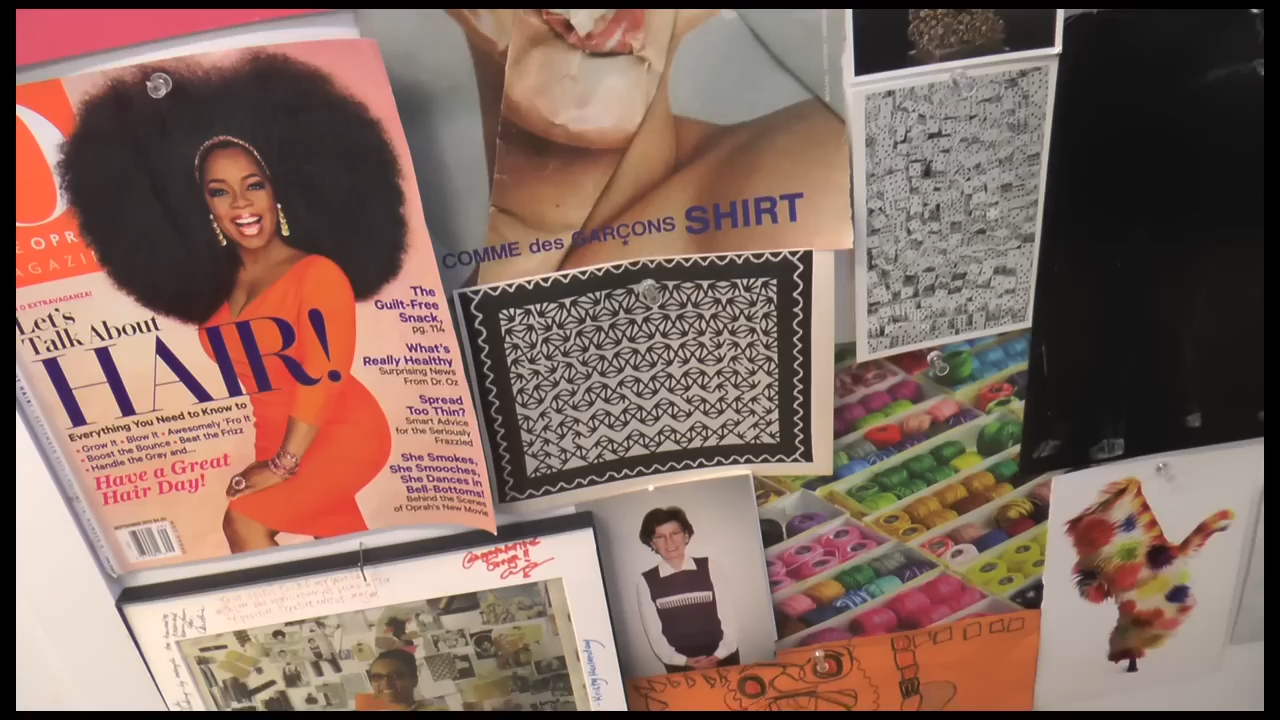 O
E OPR
AGAZI
O EXTRAVAGANZA!
Let's
Talk About
HAIR!
Everything You Need to Know to
• Grow It • Blow It • Awesomely 'Fro It
• Boost the Bounce • Beat the Frizz
• Handle the Gray and...
Have a Great
Hair Day!
The
Guilt-Free
Snack,
pg. 114
What's
Really Healthy
Surprising News
From Dr. Oz
Spread
Too Thin?
Smart Advice
for the Seriously
Frazzled
She Smokes,
She Smooches,
She Dances in
Bell-Bottoms!
Behind the Scenes
of Oprah's New Movie
COMME des GARÇONS SHIRT